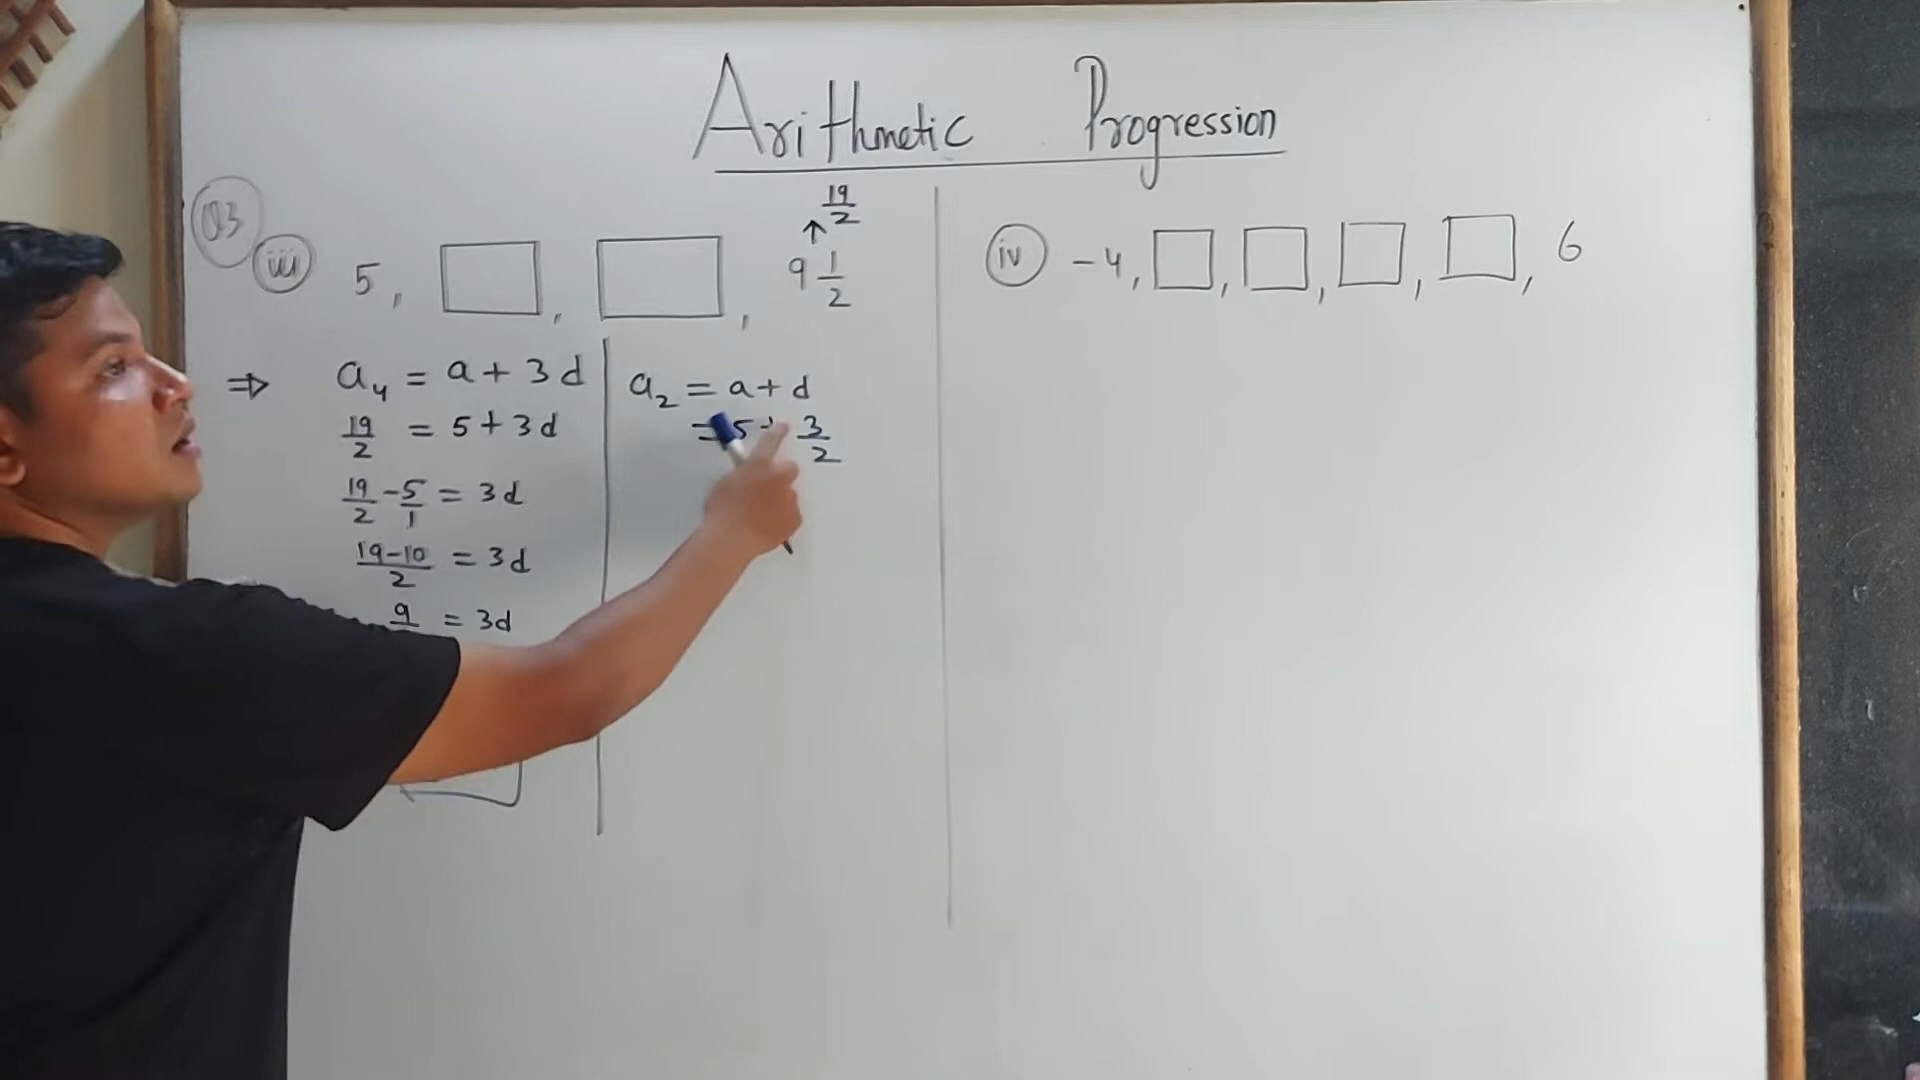 Arithmetic Progression
Q3
iii 5, , , 9 1/2 ↑ 19/2
⇒ a₄ = a + 3d
19/2 = 5 + 3d
19/2 - 5/1 = 3d
(19-10)/2 = 3d
9 = 3d
a₂ = a + d
= 5 + 3/2
iv -4, , , , , 6